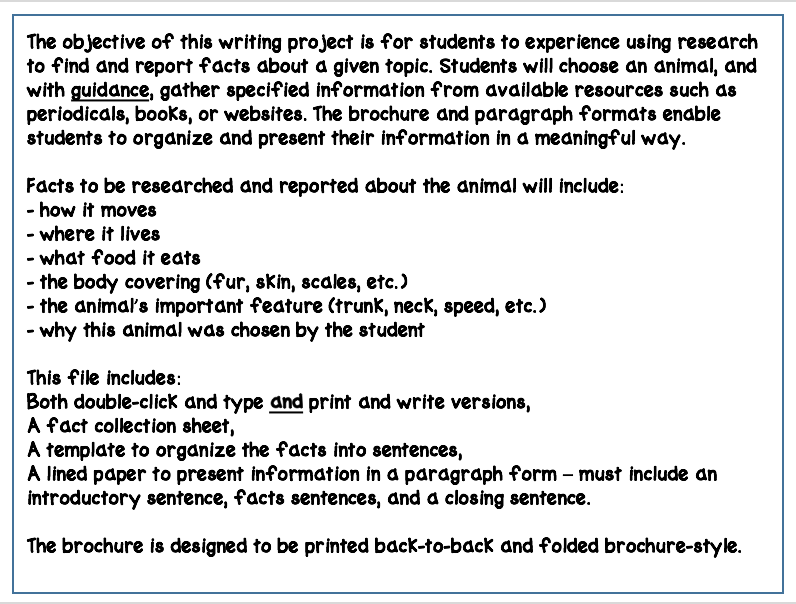 The objective of this writing project is for students to experience using research
to find and report facts about a given topic. Students will choose an animal, and
with guidance, gather specified information from available resources such as
periodicals, books, or websites. The brochure and paragraph formats enable
students to organize and present their information in a meaningful way.
Facts to be researched and reported about the animal will include:
- how it moves
- where it lives
- what food it eats
- the body covering (fur, skin, scales, etc.)
- the animal's important feature (trunk, neck, speed, etc.)
- why this animal was chosen by the student
This file includes:
Both double-click and type and print and write versions,
A fact collection sheet,
A template to organize the facts into sentences,
A lined paper to present information in a paragraph form – must include an
introductory sentence, facts sentences, and a closing sentence.
The brochure is designed to be printed back-to-back and folded brochure-style.